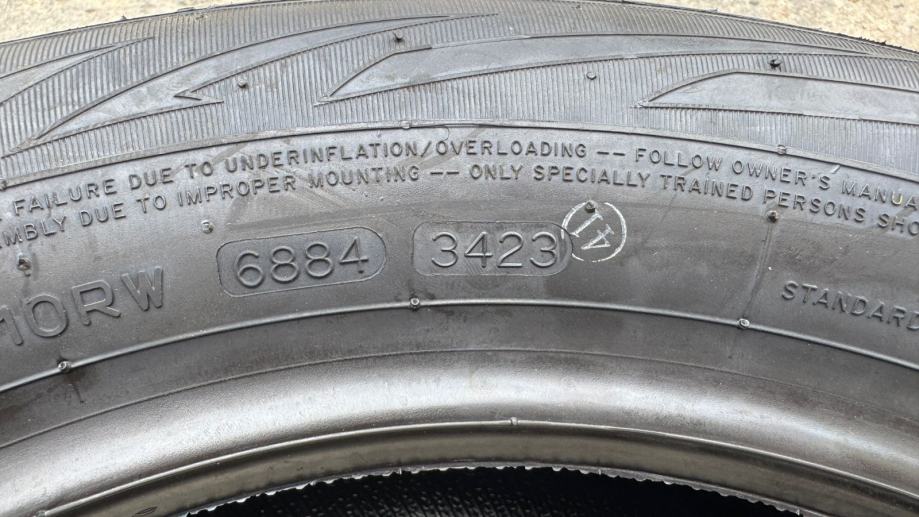 FAILURE DUE TO UNDERINFLATION/OVERLOADING -- FOLLOW OWNER'S MANUA
MBLY DUE TO IMPROPER MOUNTING -- ONLY SPECIALLY TRAINED PERSONS SHO
10RW 6884 3423 41 STANDARD